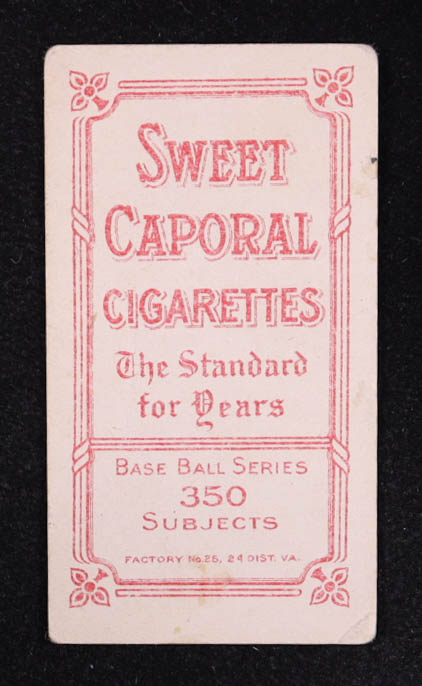 SWEET
CAPORAL
CIGARETTES
The Standard
for Years
BASE BALL SERIES
350
SUBJECTS
FACTORY No. 25, 2d DIST. VA.